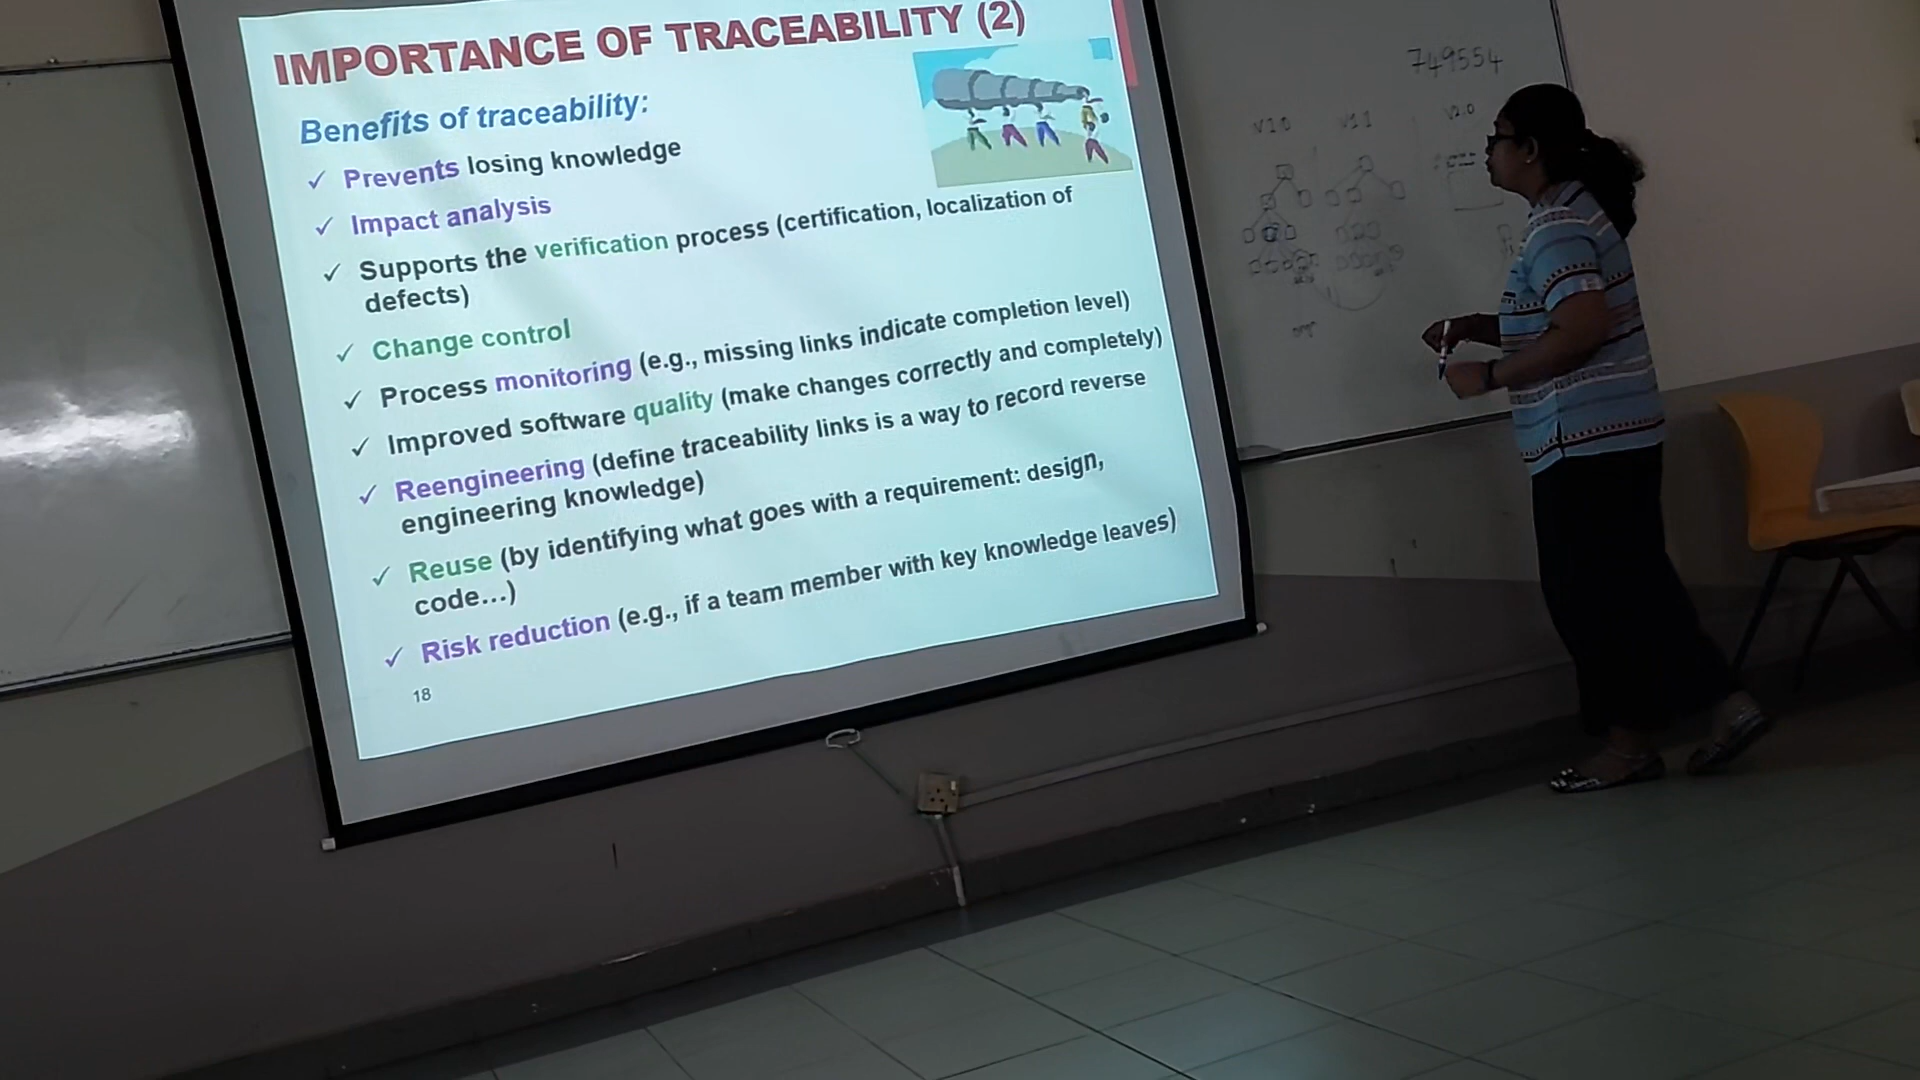 IMPORTANCE OF TRACEABILITY (2)
Benefits of traceability:
✓ Prevents losing knowledge
✓ Impact analysis
✓ Supports the verification process (certification, localization of
defects)
✓ Change control
✓ Process monitoring (e.g., missing links indicate completion level)
✓ Improved software quality (make changes correctly and completely)
✓ Reengineering (define traceability links is a way to record reverse
engineering knowledge)
✓ Reuse (by identifying what goes with a requirement: design,
code...)
✓ Risk reduction (e.g., if a team member with key knowledge leaves)
18
749554
V1.0 V1.1 V2.0